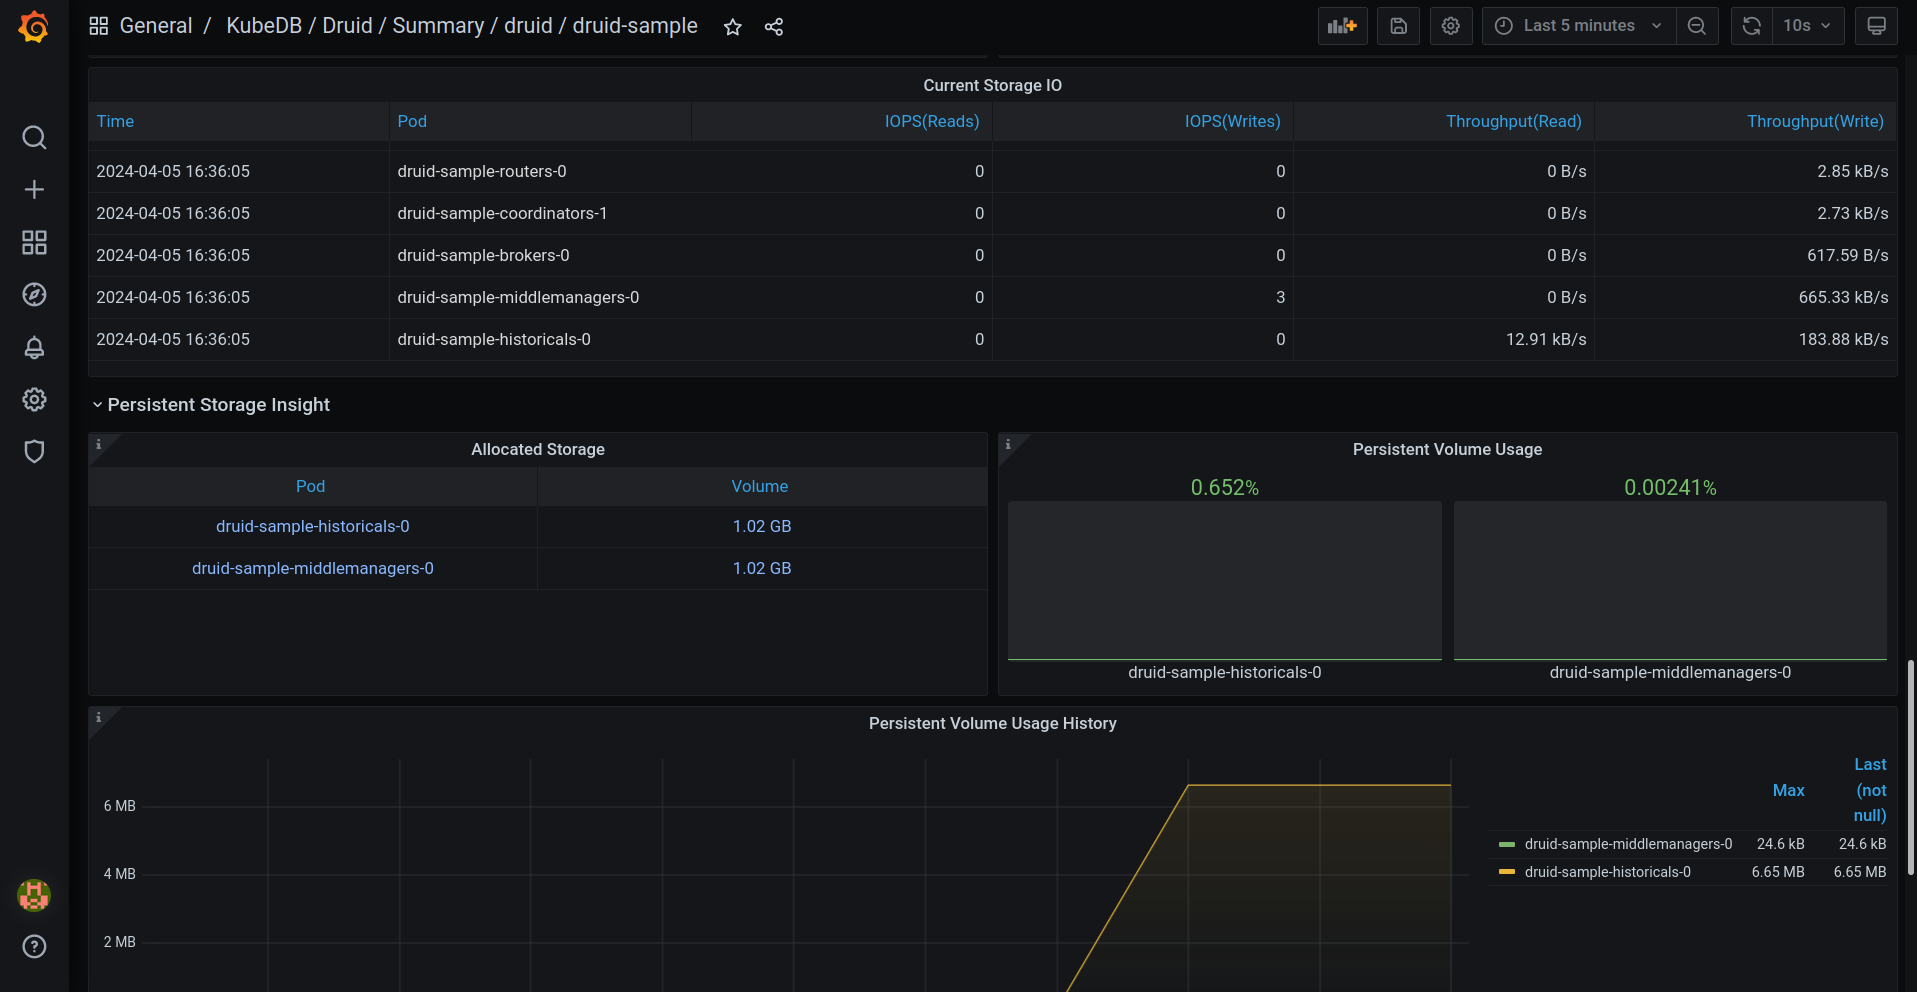 General / KubeDB / Druid / Summary / druid / druid-sample
Last 5 minutes
10s
Current Storage IO
Time Pod IOPS(Reads) IOPS(Writes) Throughput(Read) Throughput(Write)
2024-04-05 16:36:05 druid-sample-routers-0 0 0 0 B/s 2.85 kB/s
2024-04-05 16:36:05 druid-sample-coordinators-1 0 0 0 B/s 2.73 kB/s
2024-04-05 16:36:05 druid-sample-brokers-0 0 0 0 B/s 617.59 B/s
2024-04-05 16:36:05 druid-sample-middlemanagers-0 0 3 0 B/s 665.33 kB/s
2024-04-05 16:36:05 druid-sample-historicals-0 0 0 12.91 kB/s 183.88 kB/s
Persistent Storage Insight
Allocated Storage
Pod Volume
druid-sample-historicals-0 1.02 GB
druid-sample-middlemanagers-0 1.02 GB
Persistent Volume Usage
0.652% 0.00241%
druid-sample-historicals-0 druid-sample-middlemanagers-0
Persistent Volume Usage History
6 MB
4 MB
2 MB
Max Last (not null)
druid-sample-middlemanagers-0 24.6 kB 24.6 kB
druid-sample-historicals-0 6.65 MB 6.65 MB